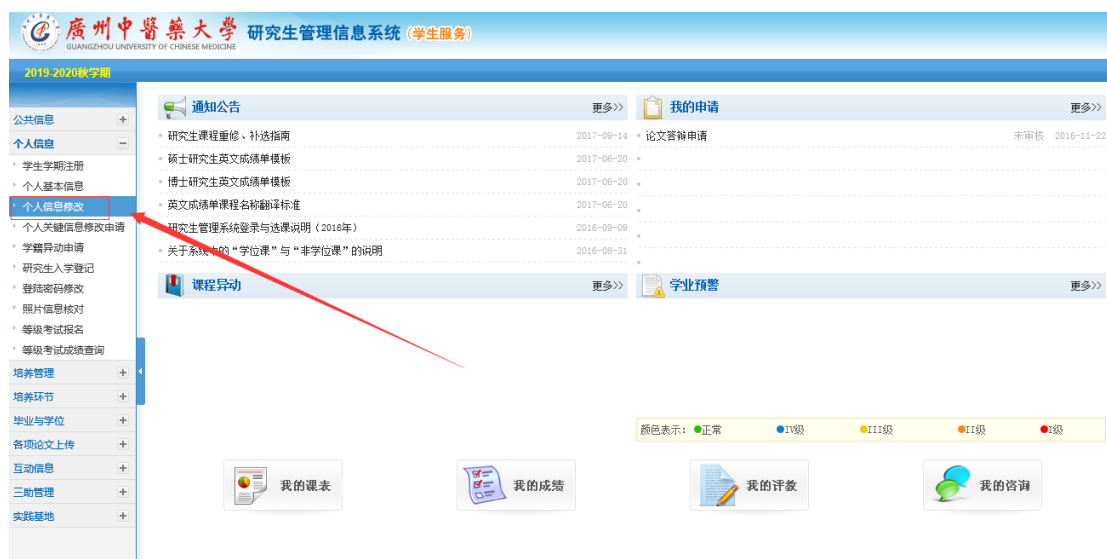 廣州中醫藥大學 研究生管理信息系统 (学生服务)
GUANGZHOU UNIVERSITY OF CHINESE MEDICINE
2019-2020秋学期
公共信息
个人信息
学生学期注册
个人基本信息
个人信息修改
个人关键信息修改申请
学籍异动申请
研究生入学登记
登陆密码修改
照片信息核对
等级考试报名
等级考试成绩查询
培养管理
培养环节
毕业与学位
各项论文上传
互动信息
三助管理
实践基地
通知公告 更多>>
研究生课程重修、补选指南 2017-09-14
硕士研究生英文成绩单模板 2017-06-20
博士研究生英文成绩单模板 2017-06-20
英文成绩单课程名称翻译标准 2017-06-20
研究生管理系统登录与选课说明（2016年） 2016-09-09
关于系统中的“学位课”与“非学位课”的说明 2016-08-31
我的申请 更多>>
论文答辩申请 未审核 2016-11-22
课程异动 更多>>
学业预警 更多>>
颜色表示： 正常 IV级 III级 II级 I级
我的课表 我的成绩 我的评教 我的咨询